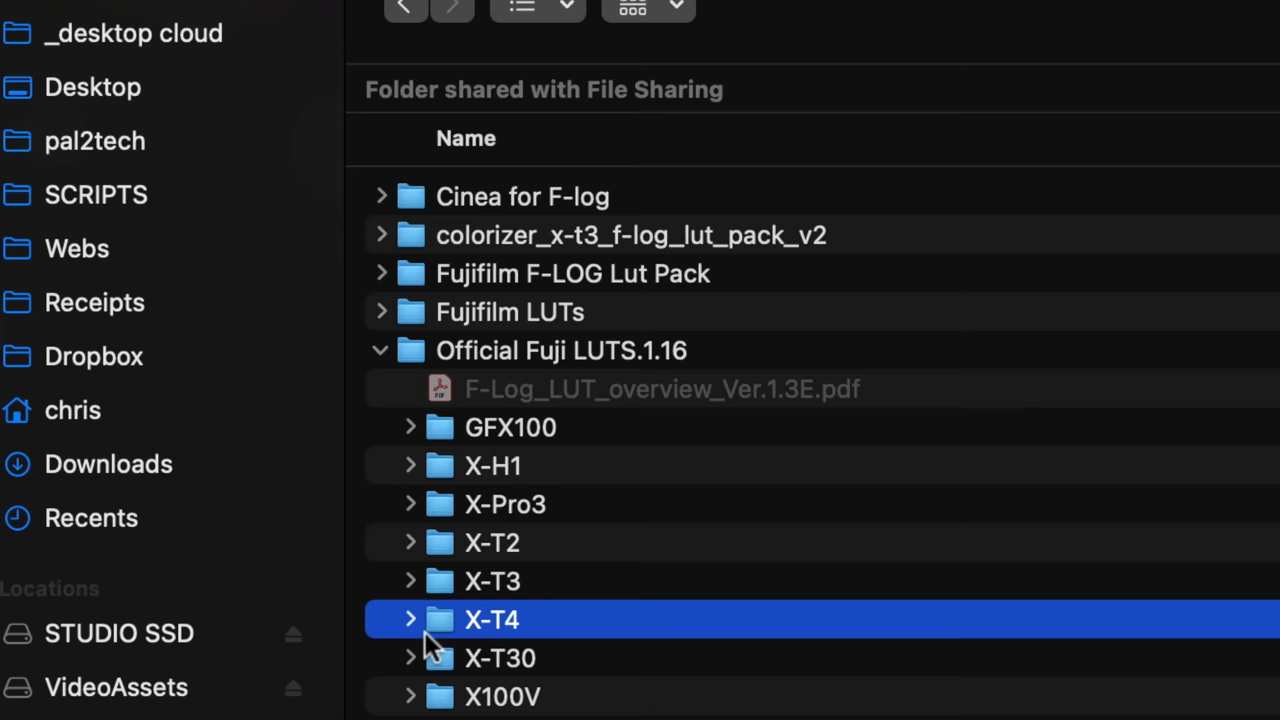 _desktop cloud
Desktop
pal2tech
SCRIPTS
Webs
Receipts
Dropbox
chris
Downloads
Recents
Locations
STUDIO SSD
VideoAssets
Folder shared with File Sharing
Name
Cinea for F-log
colorizer_x-t3_f-log_lut_pack_v2
Fujifilm F-LOG Lut Pack
Fujifilm LUTs
Official Fuji LUTS.1.16
PDF
F-Log_LUT_overview_Ver.1.3E.pdf
GFX100
X-H1
X-Pro3
X-T2
X-T3
X-T4
X-T30
X100V